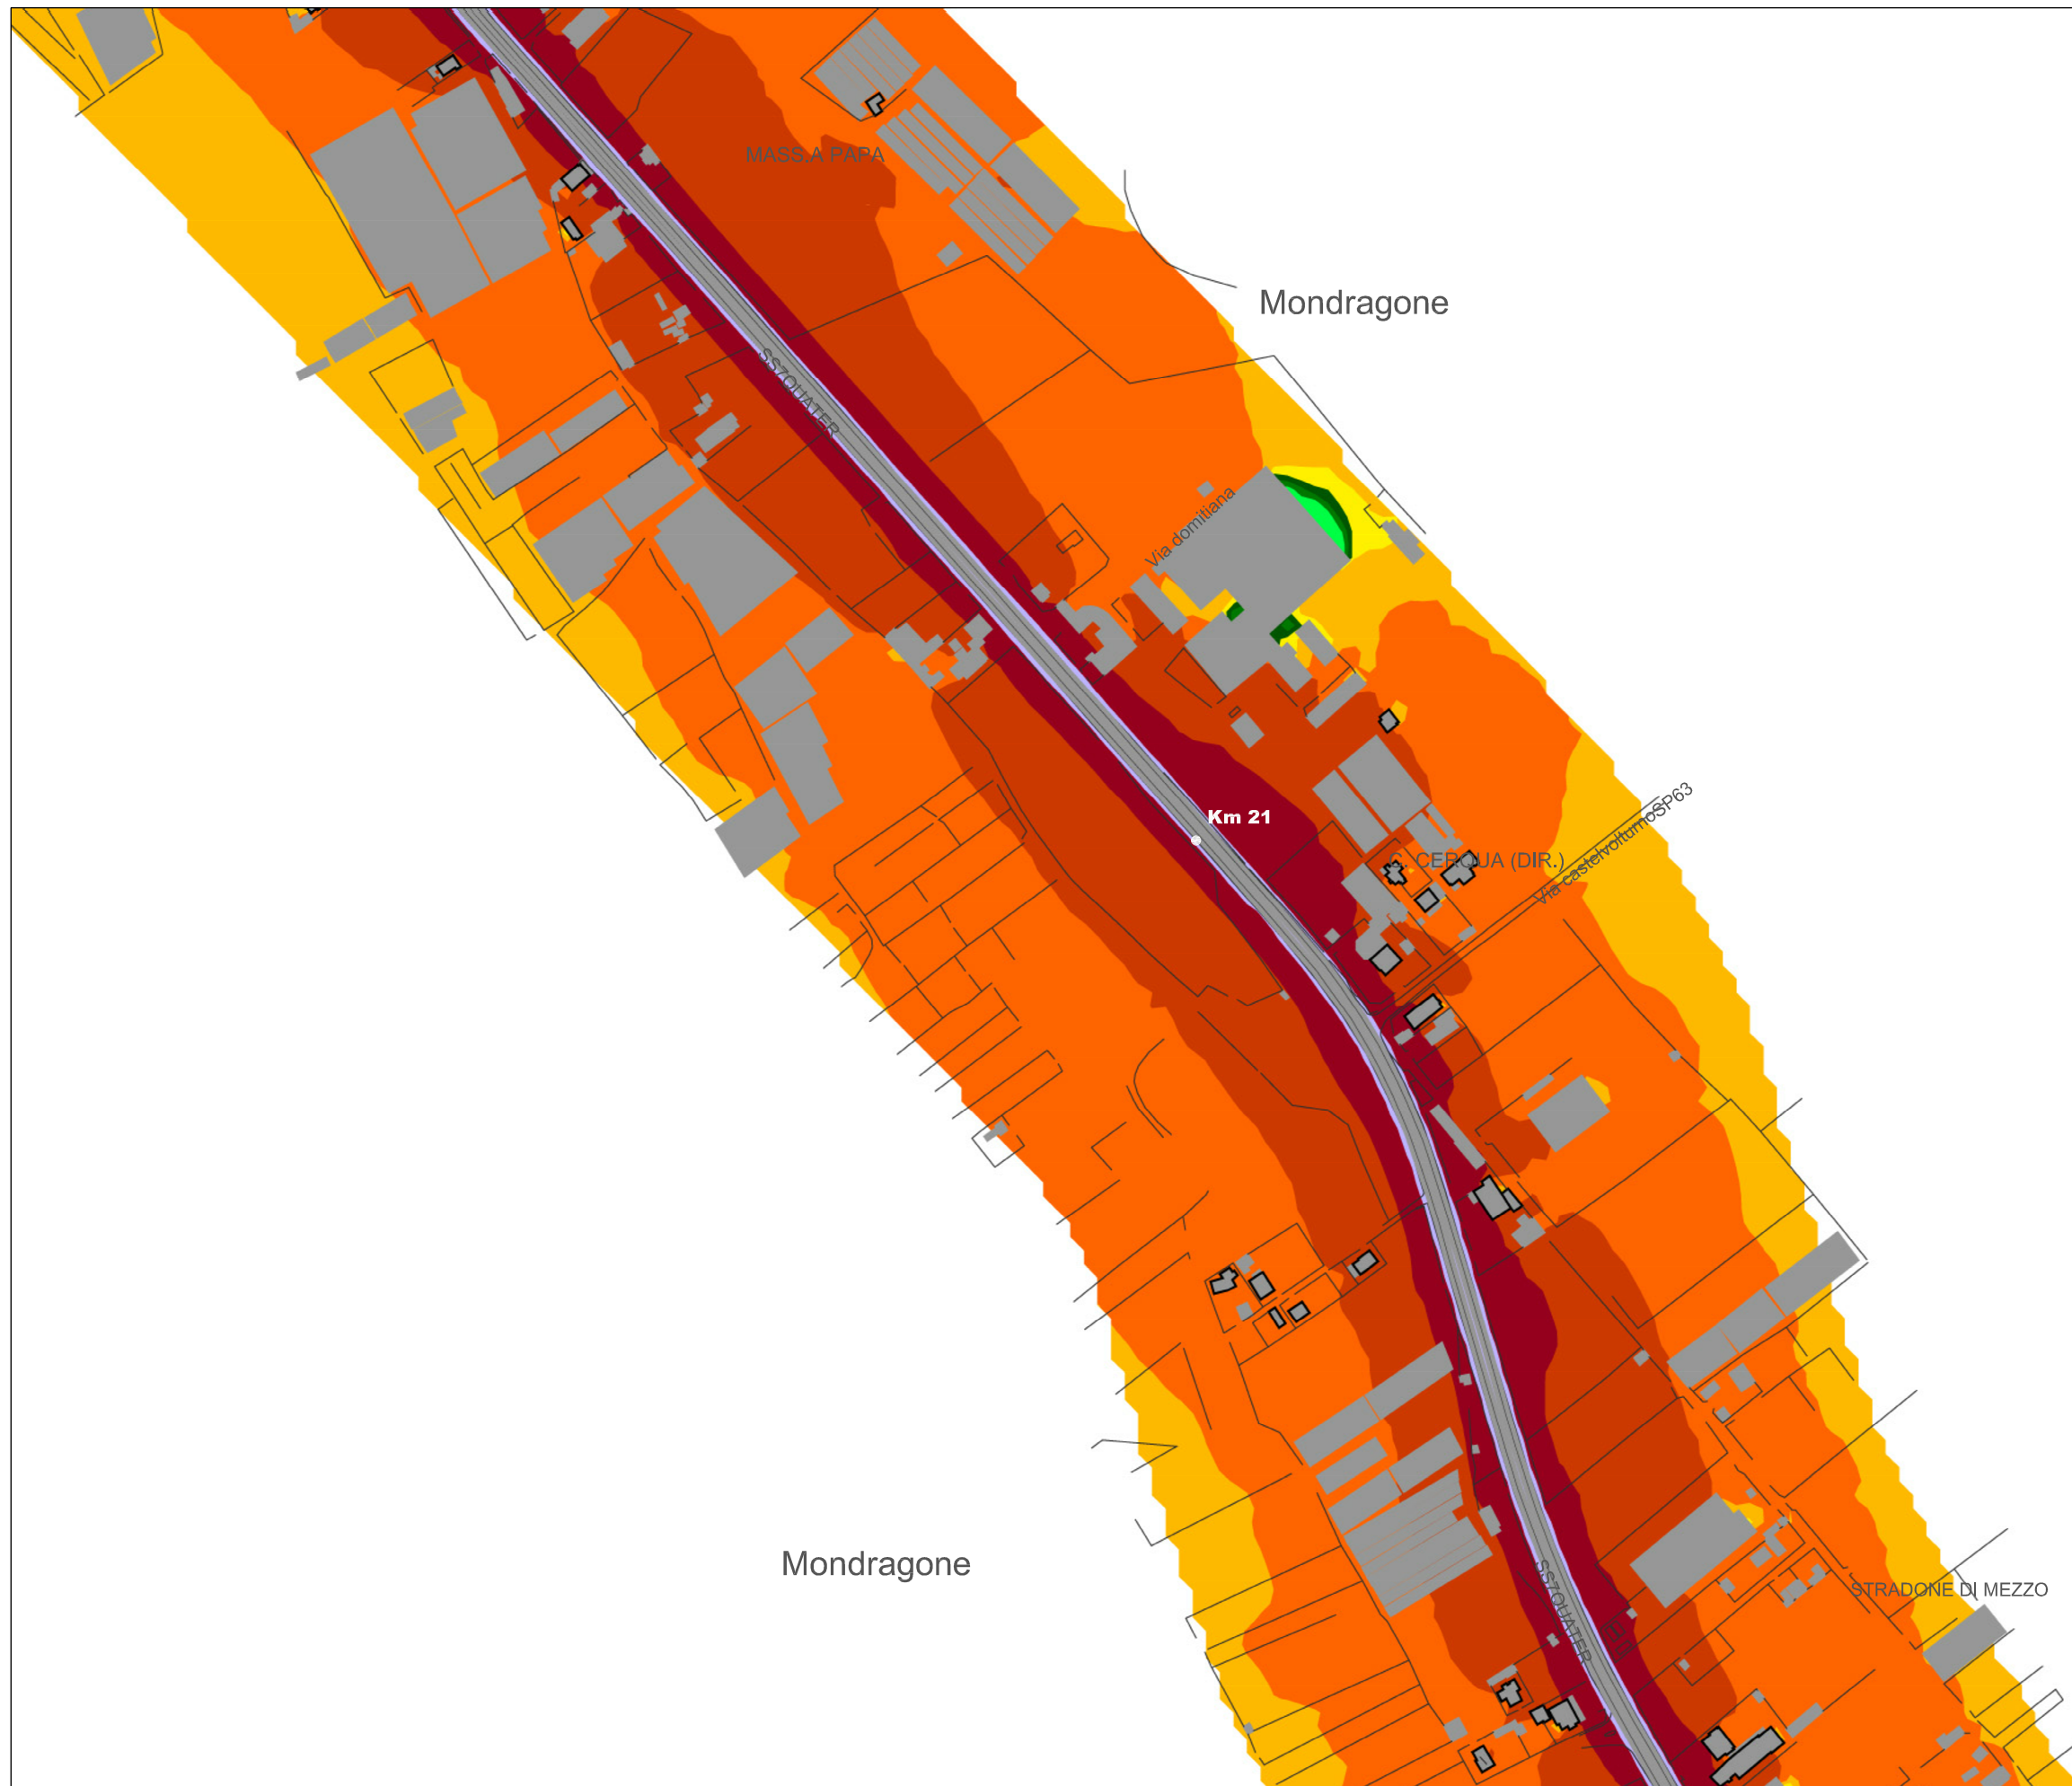 MASS.A PAPA
Mondragone
SS7QUATER
Via domitiana
Km 21
C. CERQUA (DIR.)
Via castelvolturnoSP63
Mondragone
SS7QUATER
STRADONE DI MEZZO